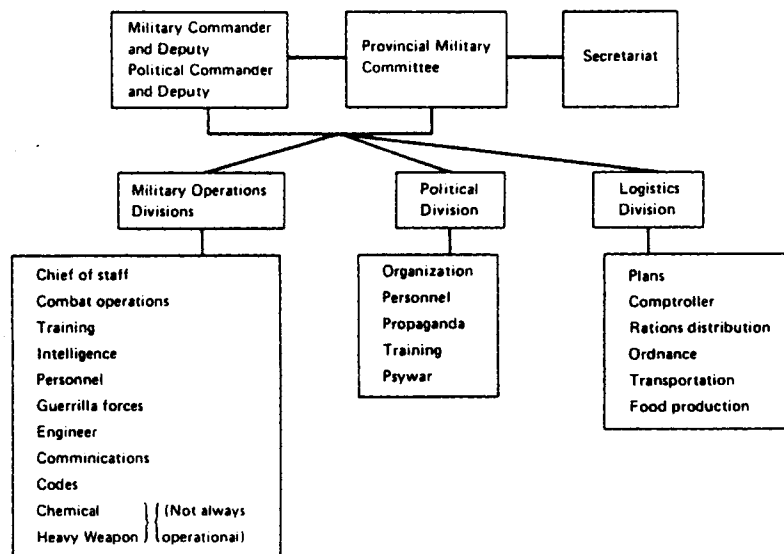 Military Commander
and Deputy
Political Commander
and Deputy
Provincial Military
Committee
Secretariat
Military Operations
Divisions
Political
Division
Logistics
Division
Chief of staff
Combat operations
Training
Intelligence
Personnel
Guerrilla forces
Engineer
Comminications
Codes
Chemical
Heavy Weapon
(Not always
operational)
Organization
Personnel
Propaganda
Training
Psywar
Plans
Comptroller
Rations distribution
Ordnance
Transportation
Food production